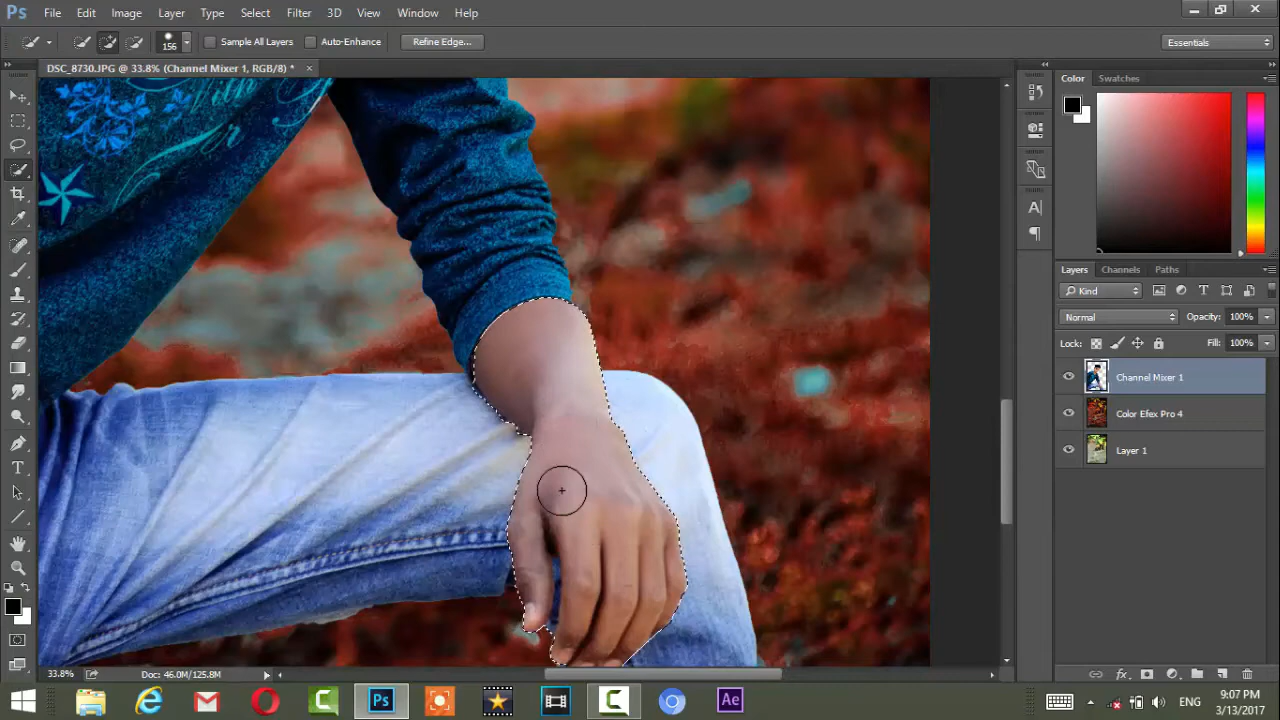 Ps File Edit Image Layer Type Select Filter 3D View Window Help
156 Sample All Layers Auto-Enhance Refine Edge... Essentials
DSC_8730.JPG @ 33.8% (Channel Mixer 1, RGB/8) * ×
Color Swatches
With
Layers Channels Paths
Kind
Normal Opacity: 100%
Lock: Fill: 100%
Channel Mixer 1
Color Efex Pro 4
Layer 1
33.8% Doc: 46.0M/125.8M
Ps Ae ENG 9:07 PM
3/13/2017